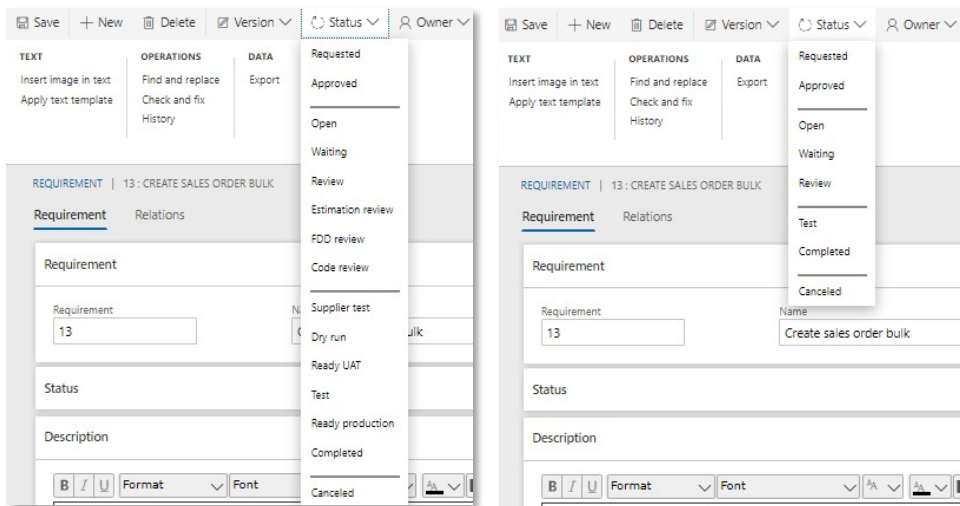 Save + New Delete Version Status Owner
TEXT OPERATIONS DATA
Insert image in text Find and replace Export
Apply text template Check and fix
History
Requested
Approved
Open
Waiting
Review
Estimation review
FDD review
Code review
Supplier test
Dry run
Ready UAT
Test
Ready production
Completed
Canceled
REQUIREMENT | 13 : CREATE SALES ORDER BULK
Requirement Relations
Requirement
Requirement
13
Status
Description
B I U Format Font
Save + New Delete Version Status Owner
TEXT OPERATIONS DATA
Insert image in text Find and replace Export
Apply text template Check and fix
History
Requested
Approved
Open
Waiting
Review
Test
Completed
Canceled
REQUIREMENT | 13 : CREATE SALES ORDER BULK
Requirement Relations
Requirement
Requirement Name
13 Create sales order bulk
Status
Description
B I U Format Font